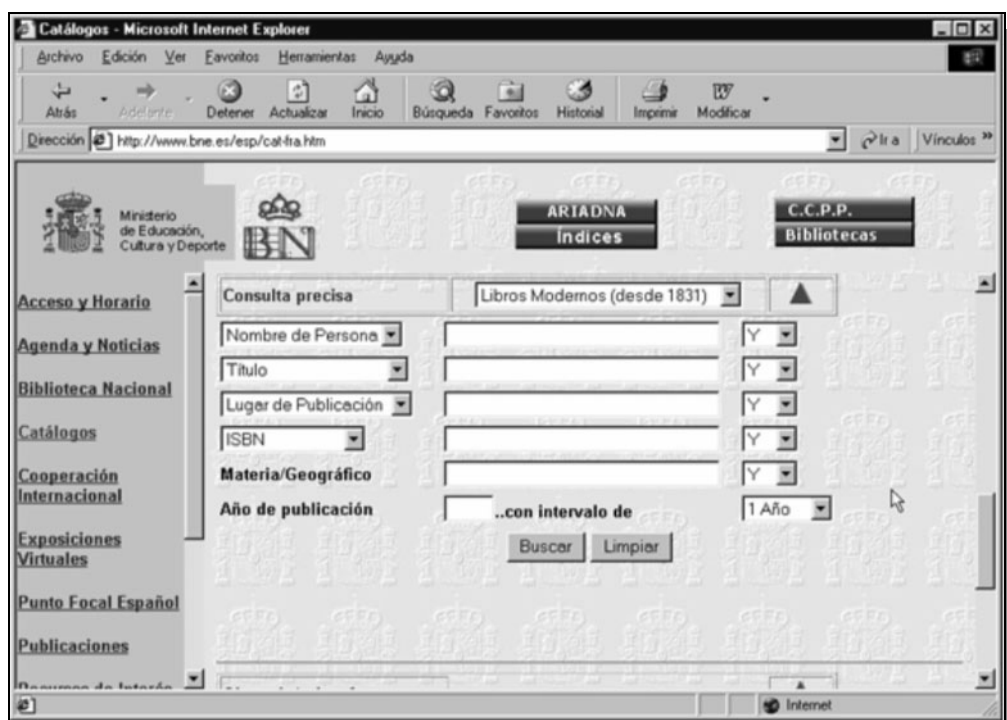 Catálogos - Microsoft Internet Explorer
Archivo Edición Ver Favoritos Herramientas Ayuda
Atrás Adelante Detener Actualizar Inicio Búsqueda Favoritos Historial Imprimir Modificar
Dirección http://www.bne.es/esp/cat-fra.htm Ir a Vínculos »
Ministerio
de Educación,
Cultura y Deporte
BN
ARIADNA
Índices
C.C.P.P.
Bibliotecas
Acceso y Horario
Agenda y Noticias
Biblioteca Nacional
Catálogos
Cooperación
Internacional
Exposiciones
Virtuales
Punto Focal Español
Publicaciones
Recursos de Interés
Consulta precisa Libros Modernos (desde 1831)
Nombre de Persona Y
Título Y
Lugar de Publicación Y
ISBN Y
Materia/Geográfico Y
Año de publicación ..con intervalo de 1 Año
Buscar Limpiar
Internet